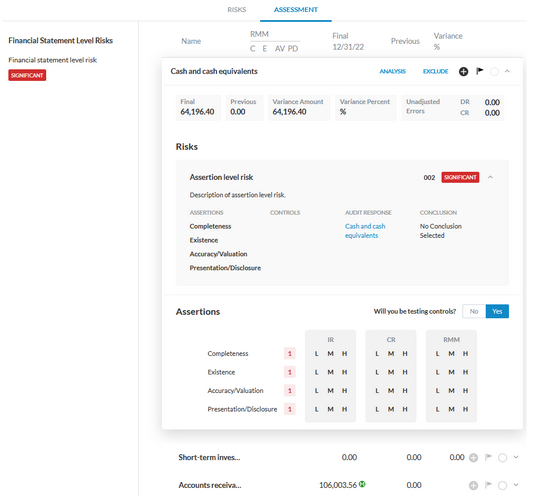 RISKS ASSESSMENT
Financial Statement Level Risks
Financial statement level risk
SIGNIFICANT
Name RMM Final Previous Variance
C E AV PD 12/31/22 %
Cash and cash equivalents ANALYSIS EXCLUDE
Final Previous Variance Amount Variance Percent Unadjusted Errors DR 0.00
64,196.40 0.00 64,196.40 % CR 0.00
Risks
Assertion level risk 002 SIGNIFICANT
Description of assertion level risk.
ASSERTIONS CONTROLS AUDIT RESPONSE CONCLUSION
Completeness Cash and cash No Conclusion
Existence equivalents Selected
Accuracy/Valuation
Presentation/Disclosure
Assertions Will you be testing controls? No Yes
IR CR RMM
Completeness 1 L M H L M H L M H
Existence 1 L M H L M H L M H
Accuracy/Valuation 1 L M H L M H L M H
Presentation/Disclosure 1 L M H L M H L M H
Short-term inves... 0.00 0.00 0.00
Accounts receiva... 106,003.56 0.00